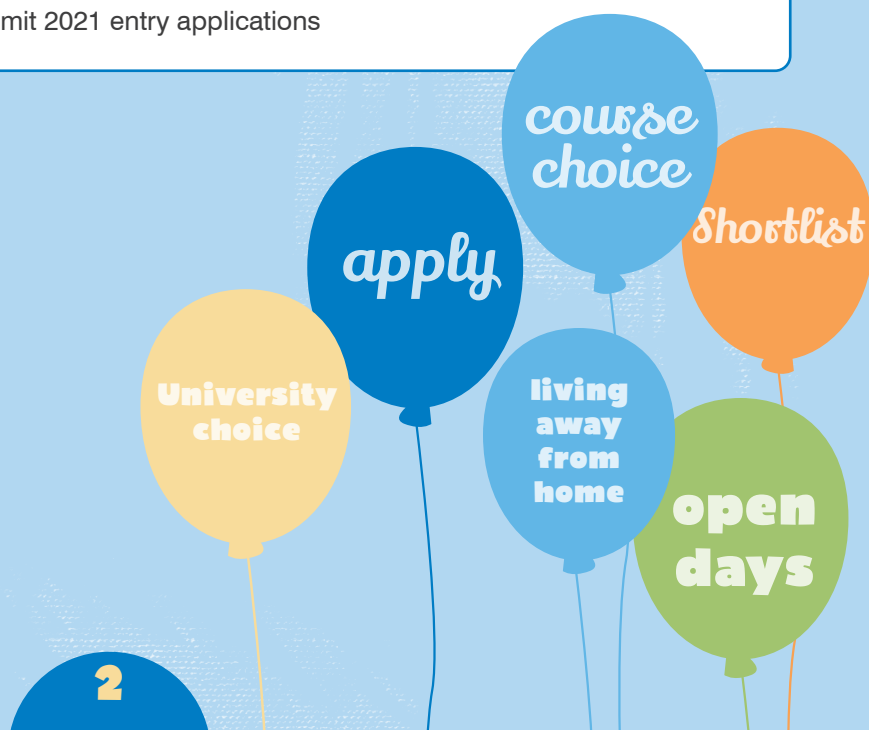 mit 2021 entry applications
course
choice
Shortlist
apply
University
choice
living
away
from
home
open
days
2